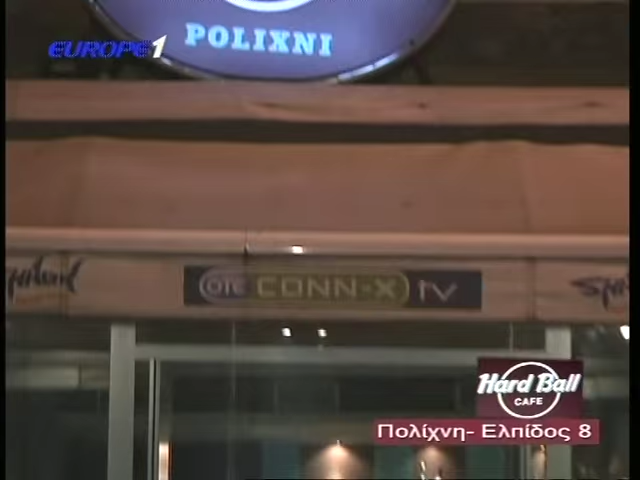 POLIXNI
EUROPE1
OTE CONN-X tv
Hard Ball
CAFE
Πολίχνη- Ελπίδος 8